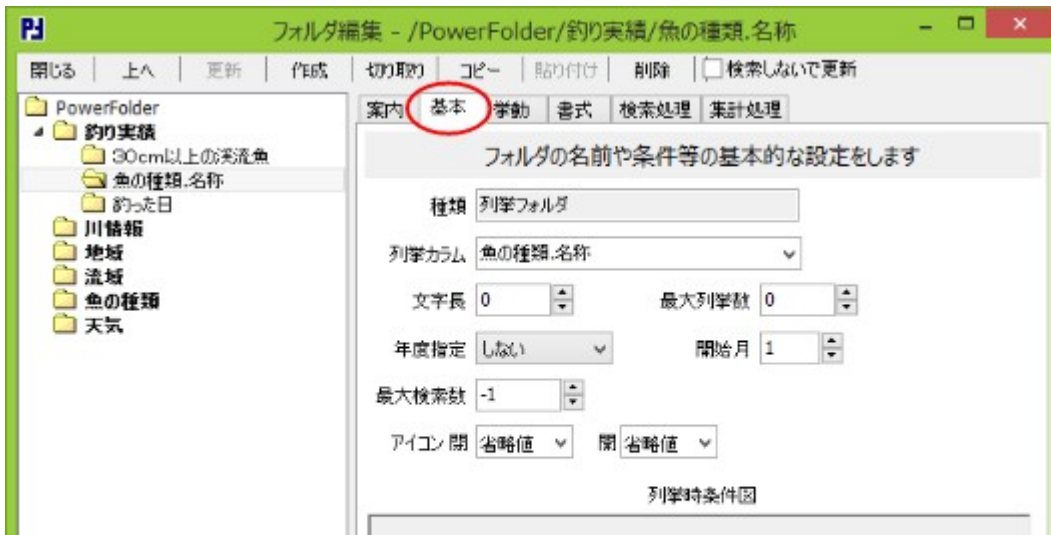 フォルダ編集 - /PowerFolder/釣り実績/魚の種類.名称
閉じる 上へ 更新 作成 切り取り コピー 貼り付け 削除 検索しないで更新
PowerFolder
釣り実績
30cm以上の渓流魚
魚の種類.名称
釣った日
川情報
地域
流域
魚の種類
天気
案内 基本 挙動 書式 検索処理 集計処理
フォルダの名前や条件等の基本的な設定をします
種類 列挙フォルダ
列挙カラム 魚の種類.名称
文字長 0 最大列挙数 0
年度指定 しない 開始月 1
最大検索数 -1
アイコン 閉 省略値 開 省略値
列挙時条件図